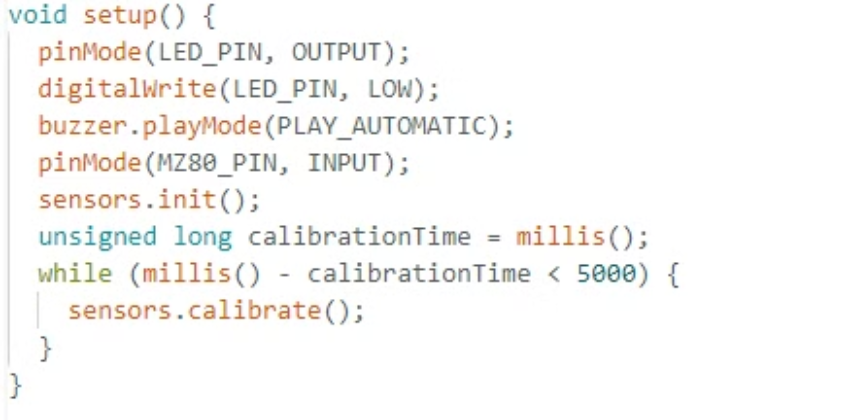 void setup() {
  pinMode(LED_PIN, OUTPUT);
  digitalWrite(LED_PIN, LOW);
  buzzer.playMode(PLAY_AUTOMATIC);
  pinMode(MZ80_PIN, INPUT);
  sensors.init();
  unsigned long calibrationTime = millis();
  while (millis() - calibrationTime < 5000) {
    sensors.calibrate();
  }
}